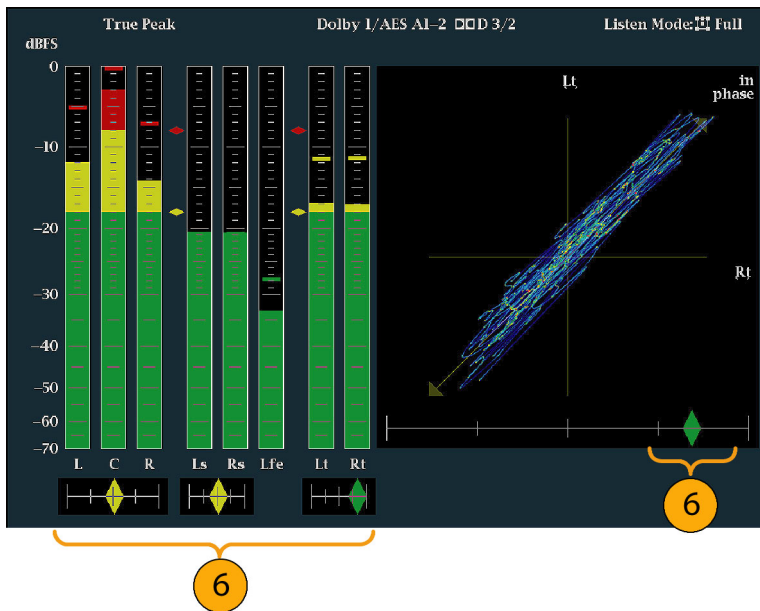 True Peak
Dolby 1/AES A1-2 DD D 3/2
Listen Mode: Full
dBFS
0
-10
-20
-30
-40
-50
-60
-70
L C R Ls Rs Lfe Lt Rt
Lt
in
phase
Rt
6
6